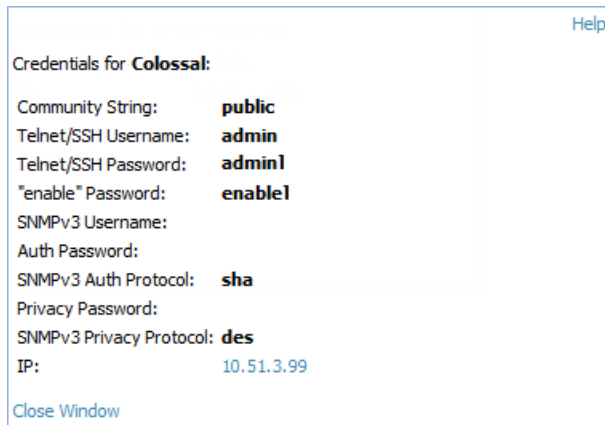 Help
Credentials for Colossal:
Community String: public
Telnet/SSH Username: admin
Telnet/SSH Password: admin1
"enable" Password: enable1
SNMPv3 Username:
Auth Password:
SNMPv3 Auth Protocol: sha
Privacy Password:
SNMPv3 Privacy Protocol: des
IP: 10.51.3.99
Close Window